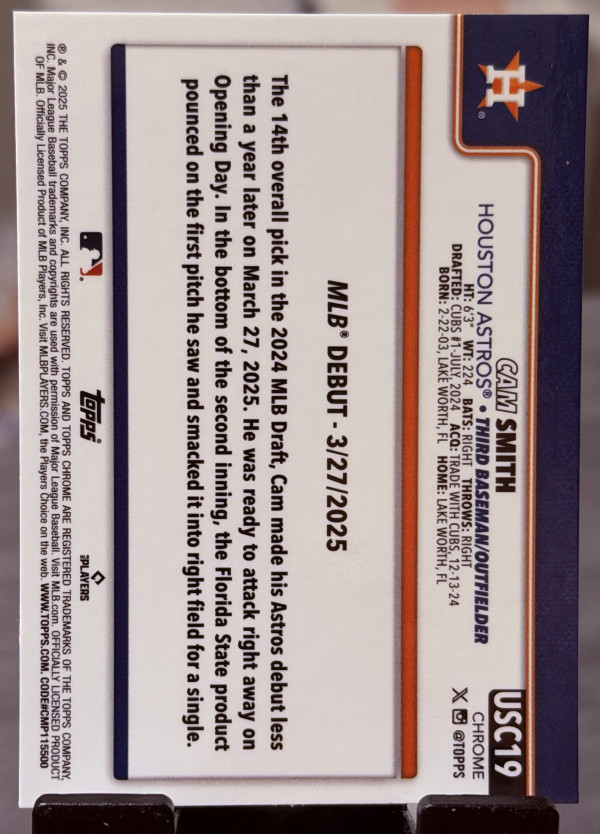 H
®
USC19
CHROME
X @TOPPS
CAM SMITH
HOUSTON ASTROS® • THIRD BASEMAN/OUTFIELDER
HT: 6'3" WT: 224 BATS: RIGHT THROWS: RIGHT
DRAFTED: CUBS #1-JULY, 2024 ACQ: TRADE WITH CUBS, 12-13-24
BORN: 2-22-03, LAKE WORTH, FL HOME: LAKE WORTH, FL
MLB® DEBUT - 3/27/2025
The 14th overall pick in the 2024 MLB Draft, Cam made his Astros debut less
than a year later on March 27, 2025. He was ready to attack right away on
Opening Day. In the bottom of the second inning, the Florida State product
pounced on the first pitch he saw and smacked it into right field for a single.
Topps
PLAYERS
® & © 2025 THE TOPPS COMPANY, INC. ALL RIGHTS RESERVED. TOPPS AND TOPPS CHROME ARE REGISTERED TRADEMARKS OF THE TOPPS COMPANY,
INC. Major League Baseball trademarks and copyrights are used with permission of Major League Baseball. Visit MLB.com. OFFICIALLY LICENSED PRODUCT
OF MLB. Officially Licensed Product of MLB Players, Inc. Visit MLBPLAYERS.COM, the Players Choice on the web. WWW.TOPPS.COM. CODE#CMP115500